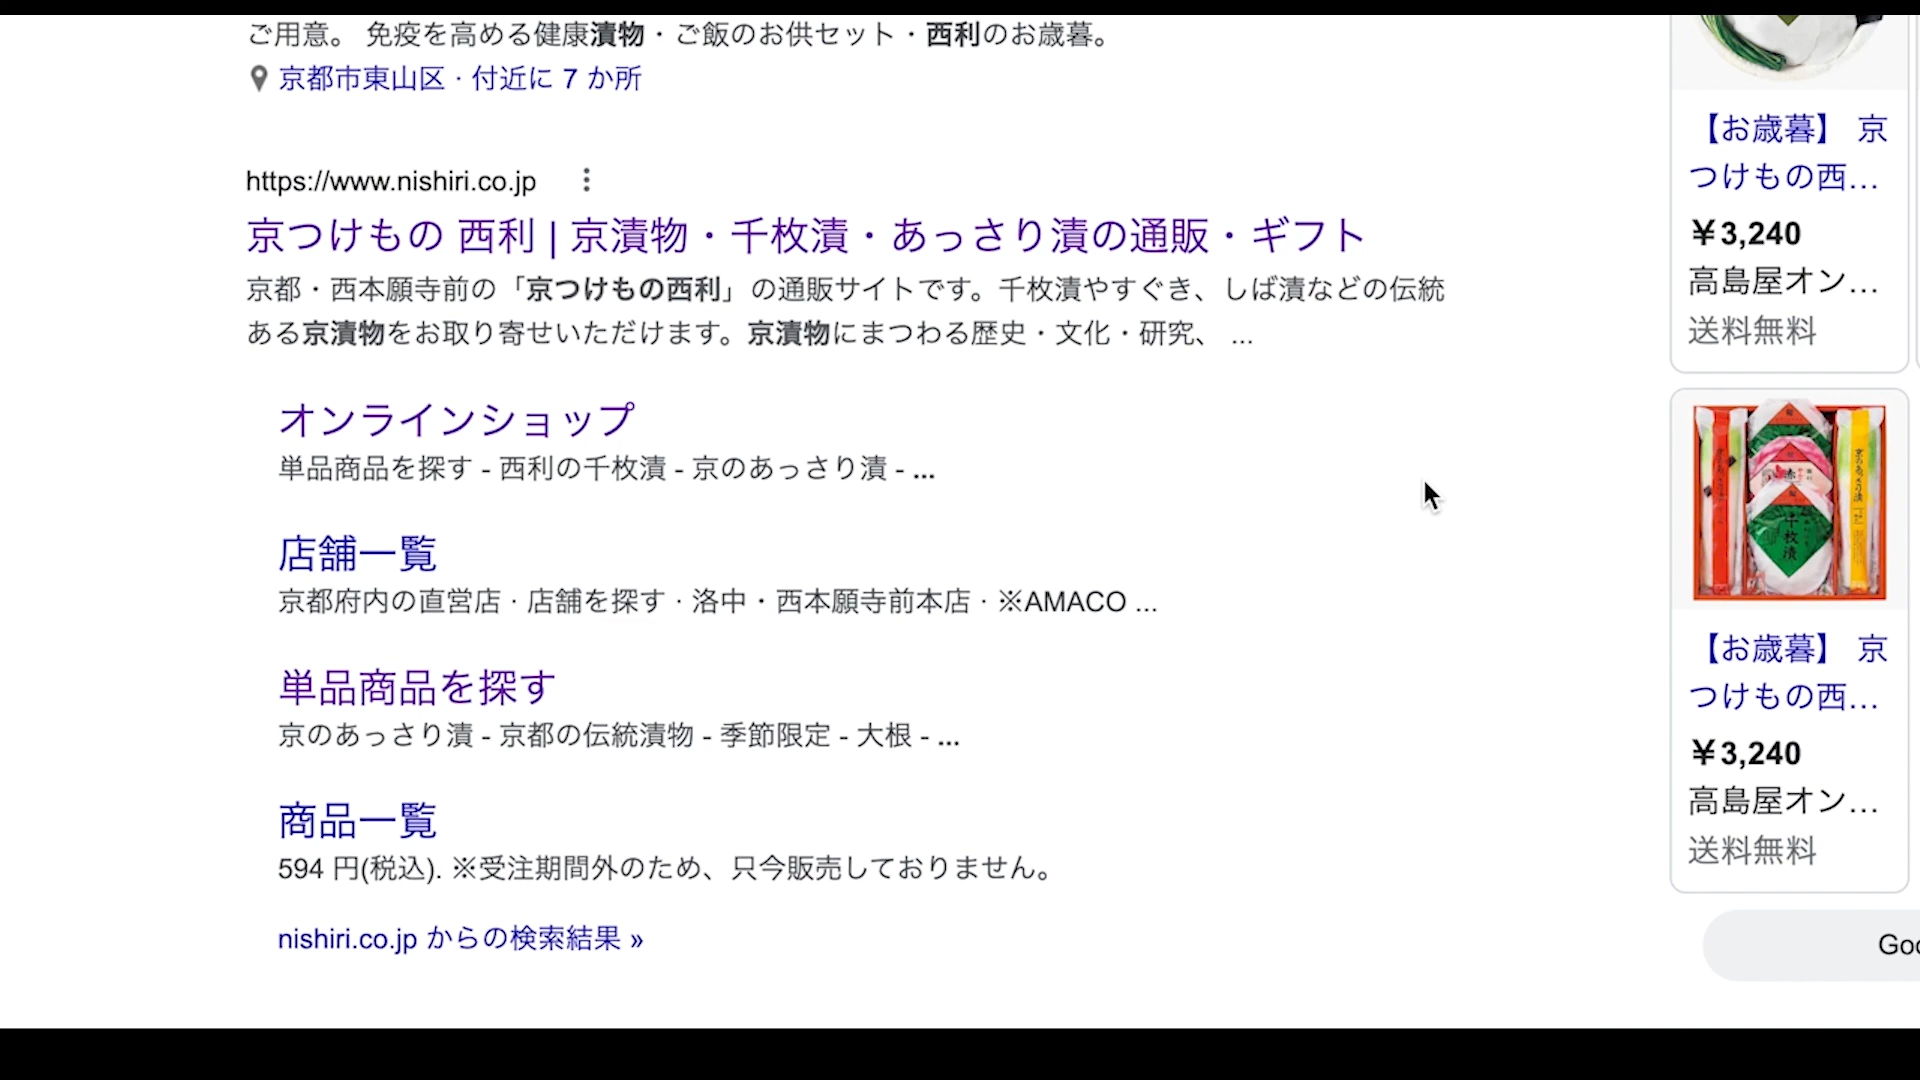 ご用意。 免疫を高める健康漬物・ご飯のお供セット・西利のお歳暮。
京都市東山区 · 付近に 7 か所
https://www.nishiri.co.jp
京つけもの 西利 | 京漬物・千枚漬・あっさり漬の通販・ギフト
京都・西本願寺前の「京つけもの西利」の通販サイトです。千枚漬やすぐき、しば漬などの伝統
ある京漬物をお取り寄せいただけます。京漬物にまつわる歴史・文化・研究、 ...
オンラインショップ
単品商品を探す - 西利の千枚漬 - 京のあっさり漬 - ...
店舗一覧
京都府内の直営店 · 店舗を探す · 洛中・西本願寺前本店 · ※AMACO ...
単品商品を探す
京のあっさり漬 - 京都の伝統漬物 - 季節限定 - 大根 - ...
商品一覧
594 円(税込). ※受注期間外のため、只今販売しておりません。
nishiri.co.jp からの検索結果 »
【お歳暮】 京
つけもの西…
￥3,240
高島屋オン…
送料無料
千枚漬
【お歳暮】 京
つけもの西…
￥3,240
高島屋オン…
送料無料